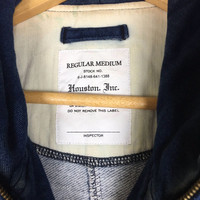 REGULAR MEDIUM
STOCK NO.
Houston, Inc.
DO NOT REMOVE THIS LABEL
INSPECTOR